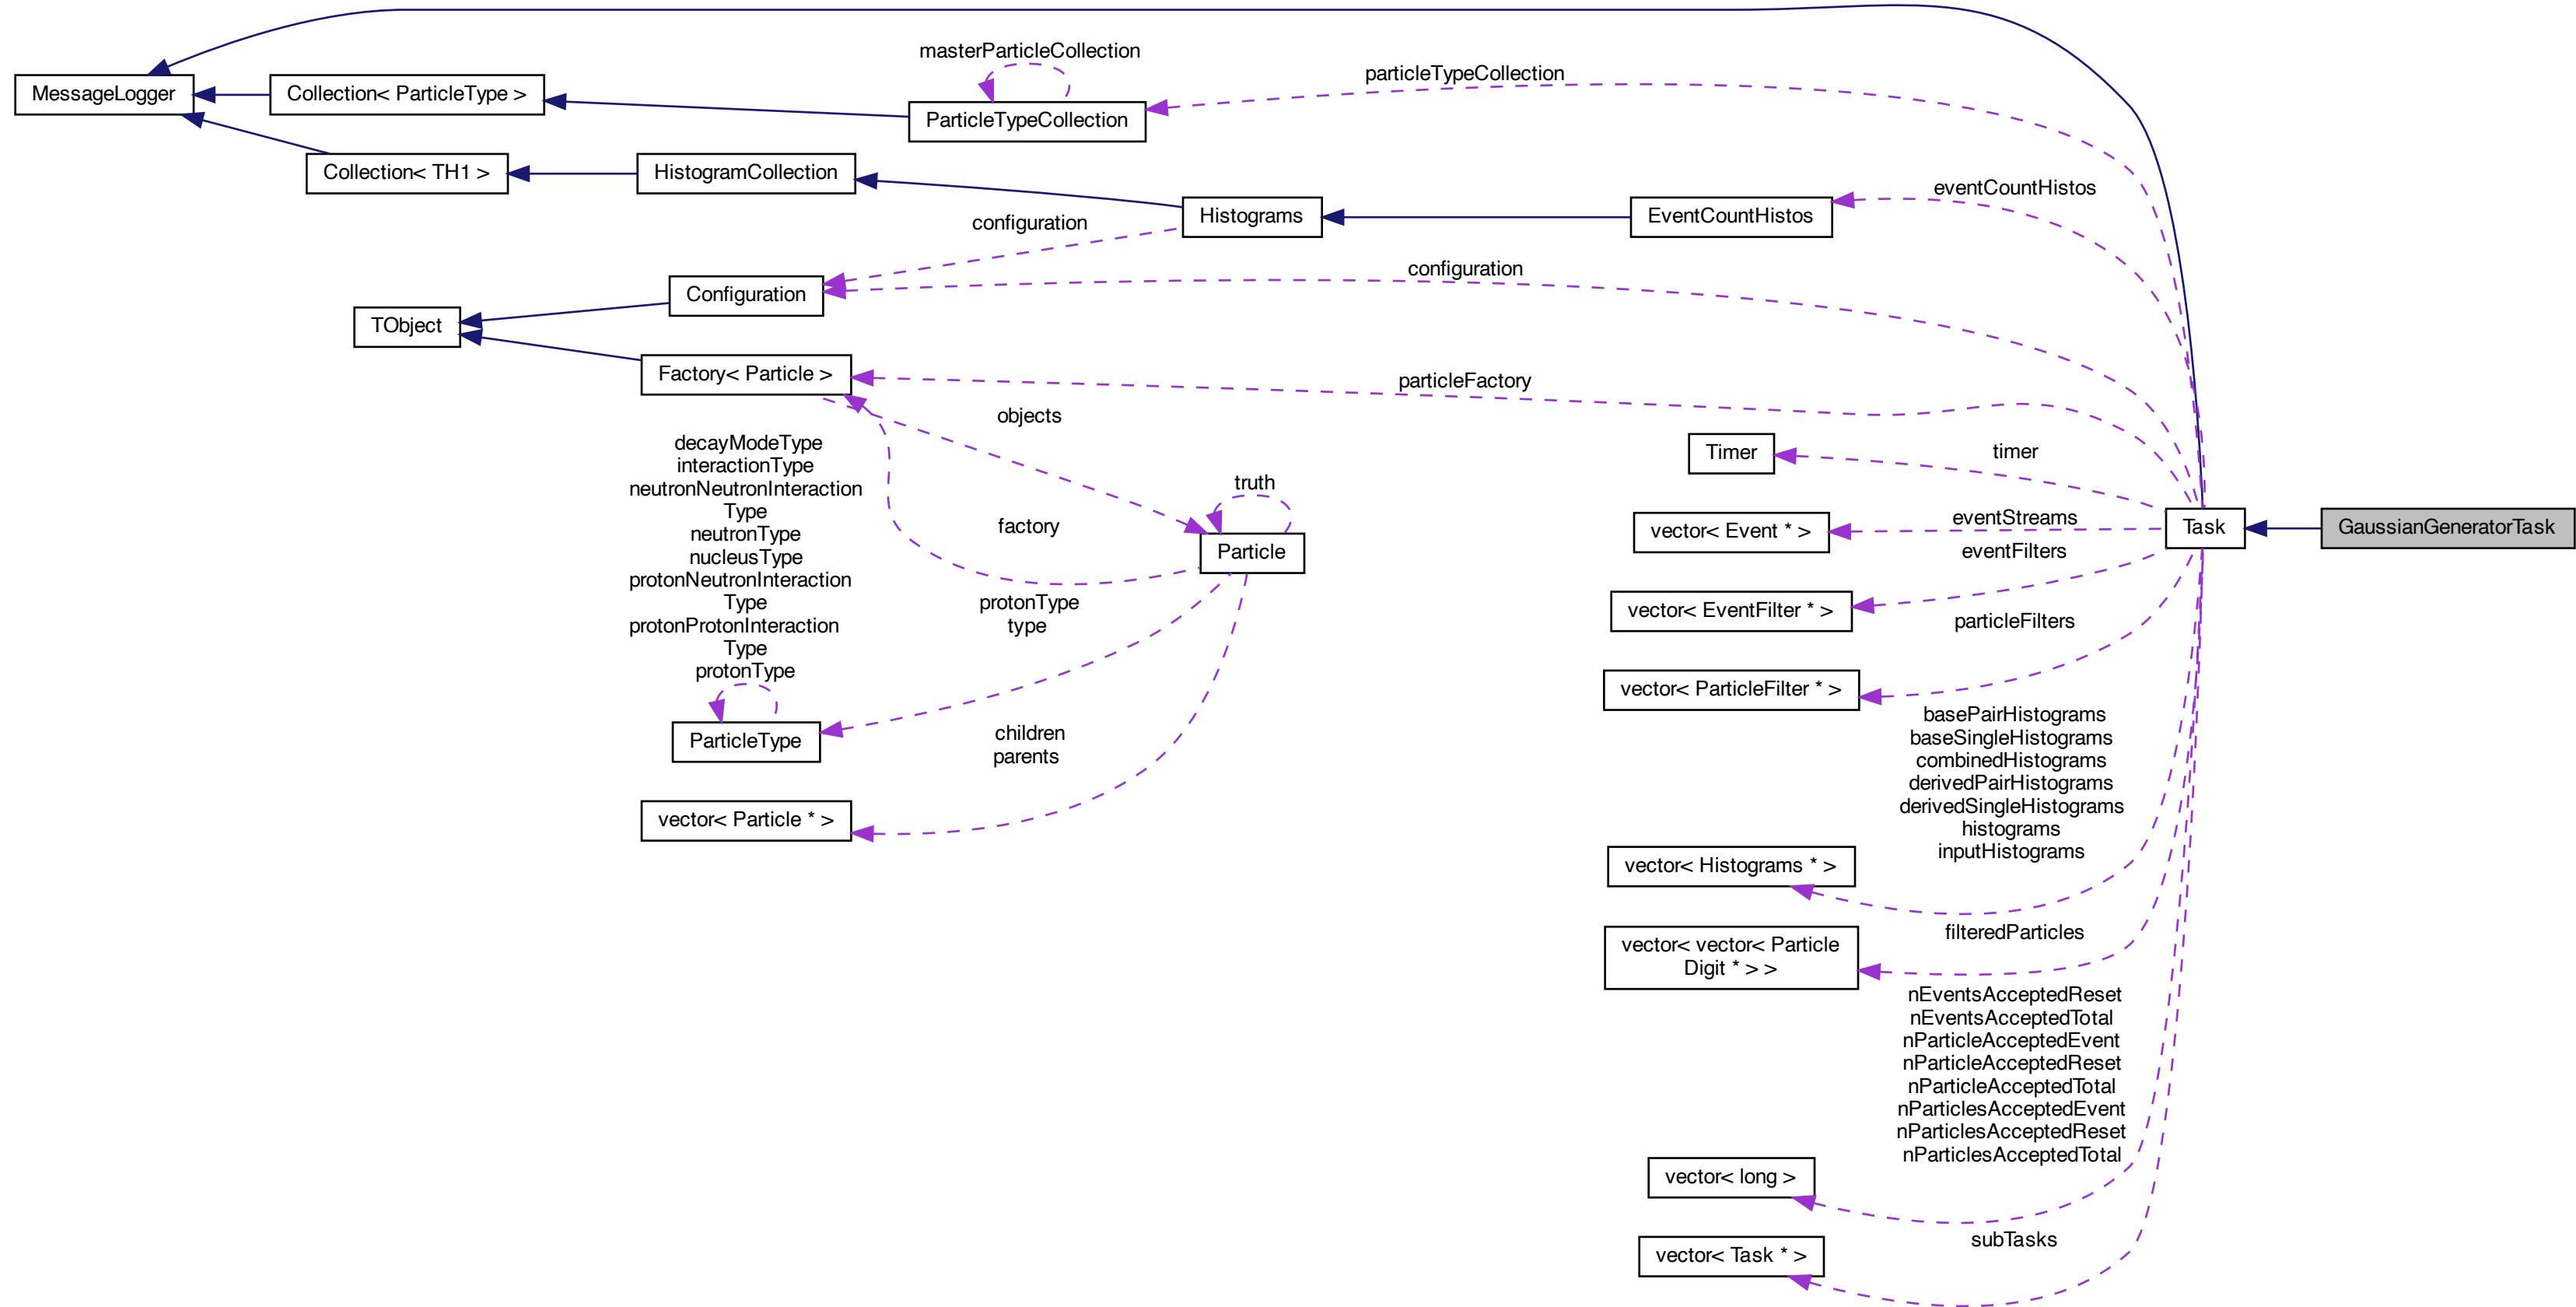 masterParticleCollection
particleTypeCollection
MessageLogger
Collection< ParticleType >
ParticleTypeCollection
Collection< TH1 >
HistogramCollection
eventCountHistos
Histograms
EventCountHistos
configuration
configuration
Configuration
TObject
Factory< Particle >
particleFactory
objects
decayModeType
interactionType
neutronNeutronInteraction
Type
neutronType
nucleusType
protonNeutronInteraction
Type
protonProtonInteraction
Type
protonType
factory
truth
Particle
protonType
type
ParticleType
children
parents
vector< Particle * >
Timer
timer
vector< Event * >
eventStreams
Task
GaussianGeneratorTask
eventFilters
vector< EventFilter * >
particleFilters
vector< ParticleFilter * >
basePairHistograms
baseSingleHistograms
combinedHistograms
derivedPairHistograms
derivedSingleHistograms
histograms
inputHistograms
vector< Histograms * >
filteredParticles
vector< vector< Particle
Digit * > >
nEventsAcceptedReset
nEventsAcceptedTotal
nParticleAcceptedEvent
nParticleAcceptedReset
nParticleAcceptedTotal
nParticlesAcceptedEvent
nParticlesAcceptedReset
nParticlesAcceptedTotal
vector< long >
subTasks
vector< Task * >